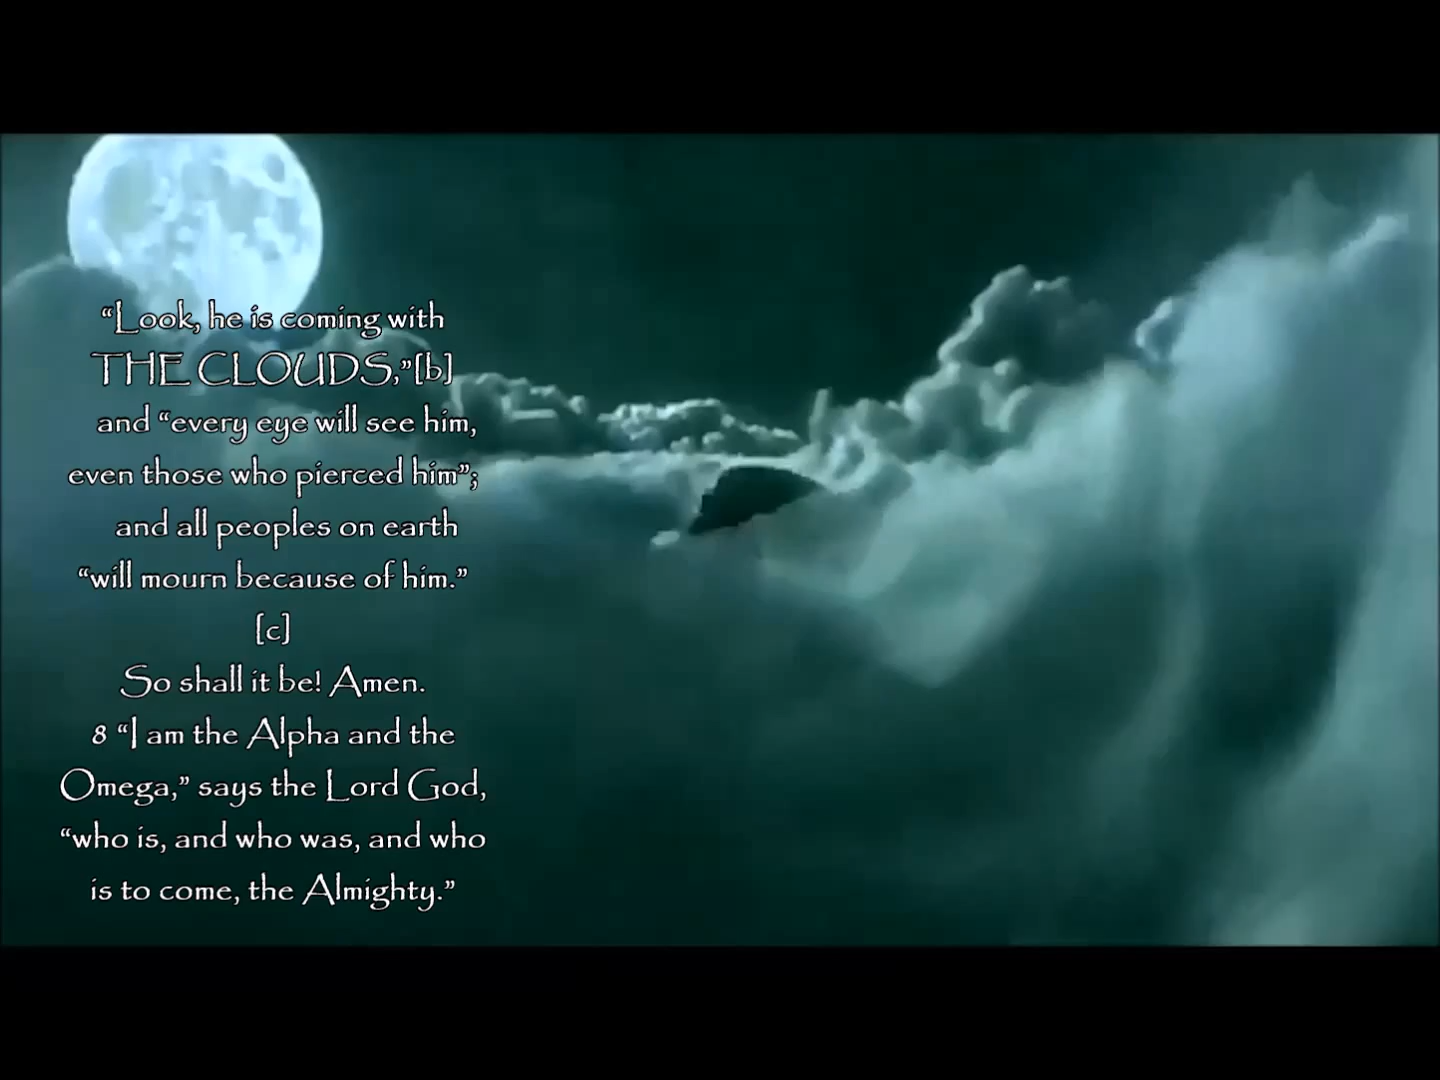 “Look, he is coming with
THE CLOUDS,”[b]
and “every eye will see him,
even those who pierced him”;
and all peoples on earth
“will mourn because of him.”
[c]
So shall it be! Amen.
8 “I am the Alpha and the
Omega,” says the Lord God,
“who is, and who was, and who
is to come, the Almighty.”